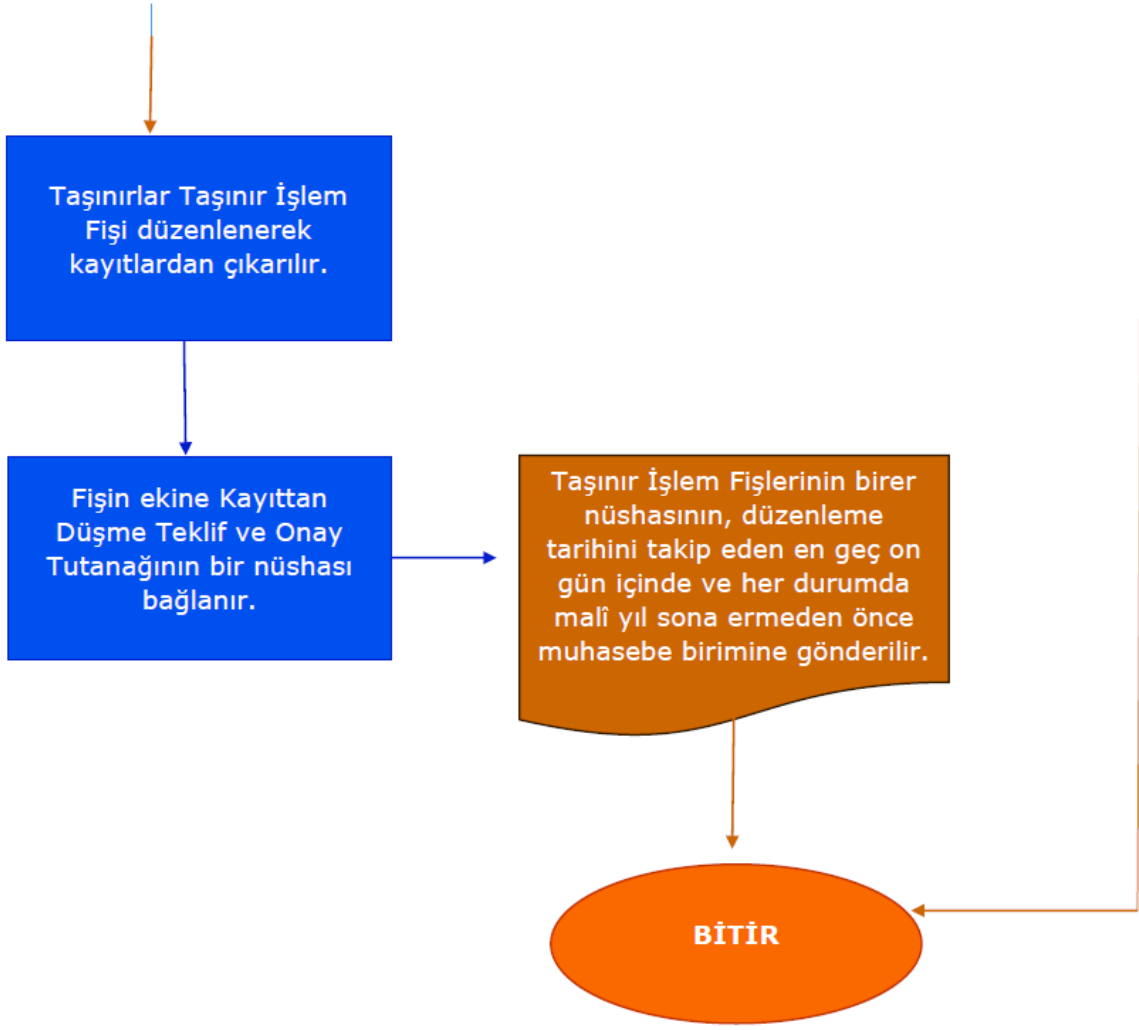 Taşınırlar Taşınır İşlem
Fişi düzenlenerek
kayıtlardan çıkarılır.
Fişin ekine Kayıttan
Düşme Teklif ve Onay
Tutanağının bir nüshası
bağlanır.
Taşınır İşlem Fişlerinin birer
nüshasının, düzenleme
tarihini takip eden en geç on
gün içinde ve her durumda
malî yıl sona ermeden önce
muhasebe birimine gönderilir.
BİTİR